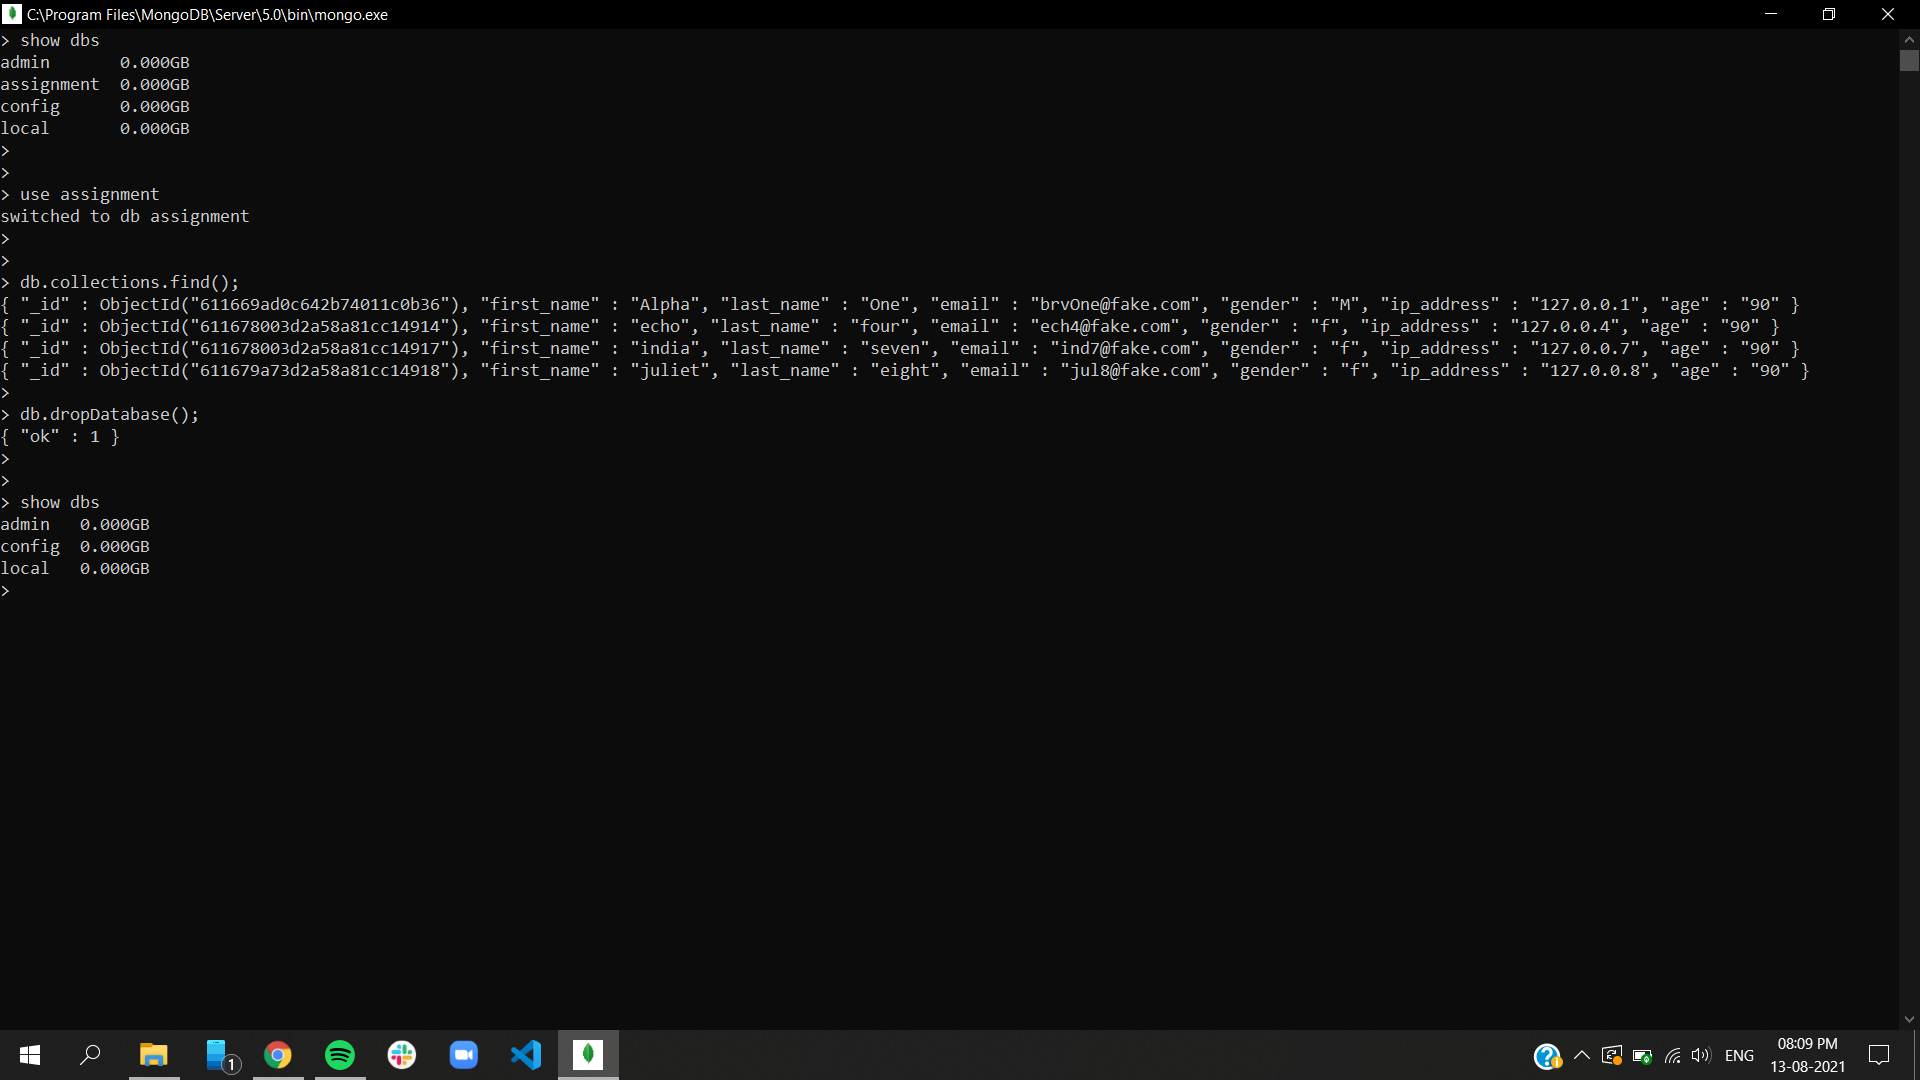 C:\Program Files\MongoDB\Server\5.0\bin\mongo.exe
> show dbs
admin       0.000GB
assignment  0.000GB
config      0.000GB
local       0.000GB
>
>
> use assignment
switched to db assignment
>
>
> db.collections.find();
{ "_id" : ObjectId("611669ad0c642b74011c0b36"), "first_name" : "Alpha", "last_name" : "One", "email" : "brvOne@fake.com", "gender" : "M", "ip_address" : "127.0.0.1", "age" : "90" }
{ "_id" : ObjectId("611678003d2a58a81cc14914"), "first_name" : "echo", "last_name" : "four", "email" : "ech4@fake.com", "gender" : "f", "ip_address" : "127.0.0.4", "age" : "90" }
{ "_id" : ObjectId("611678003d2a58a81cc14917"), "first_name" : "india", "last_name" : "seven", "email" : "ind7@fake.com", "gender" : "f", "ip_address" : "127.0.0.7", "age" : "90" }
{ "_id" : ObjectId("611679a73d2a58a81cc14918"), "first_name" : "juliet", "last_name" : "eight", "email" : "jul8@fake.com", "gender" : "f", "ip_address" : "127.0.0.8", "age" : "90" }
>
> db.dropDatabase();
{ "ok" : 1 }
>
>
> show dbs
admin   0.000GB
config  0.000GB
local   0.000GB
>
1
ENG
08:09 PM
13-08-2021